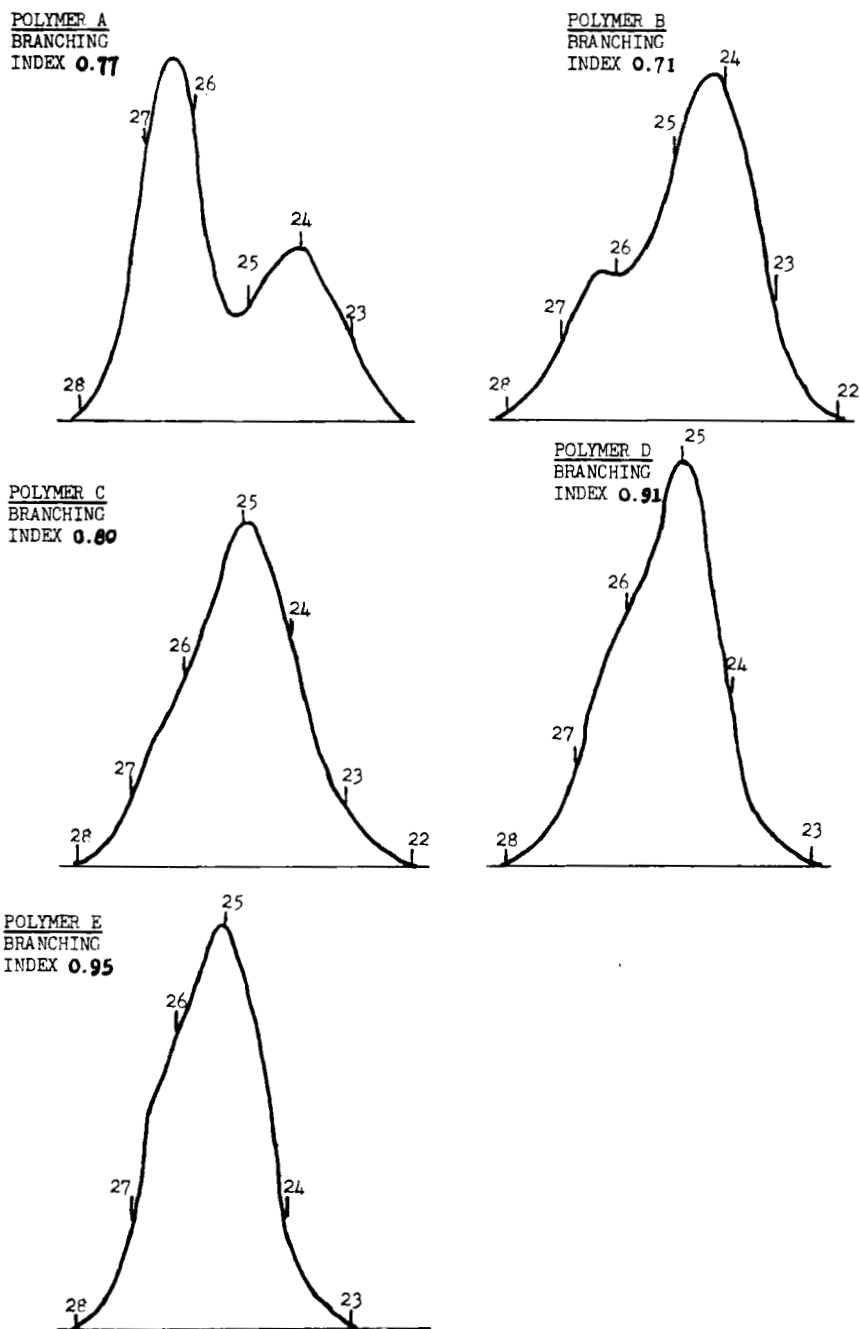 POLYMER A
BRANCHING
INDEX 0.77
28
27
26
25
24
23
POLYMER B
BRANCHING
INDEX 0.71
28
27
26
25
24
23
22
POLYMER C
BRANCHING
INDEX 0.80
28
27
26
25
24
23
22
POLYMER D
BRANCHING
INDEX 0.91
28
27
26
25
24
23
POLYMER E
BRANCHING
INDEX 0.95
28
27
26
25
24
23